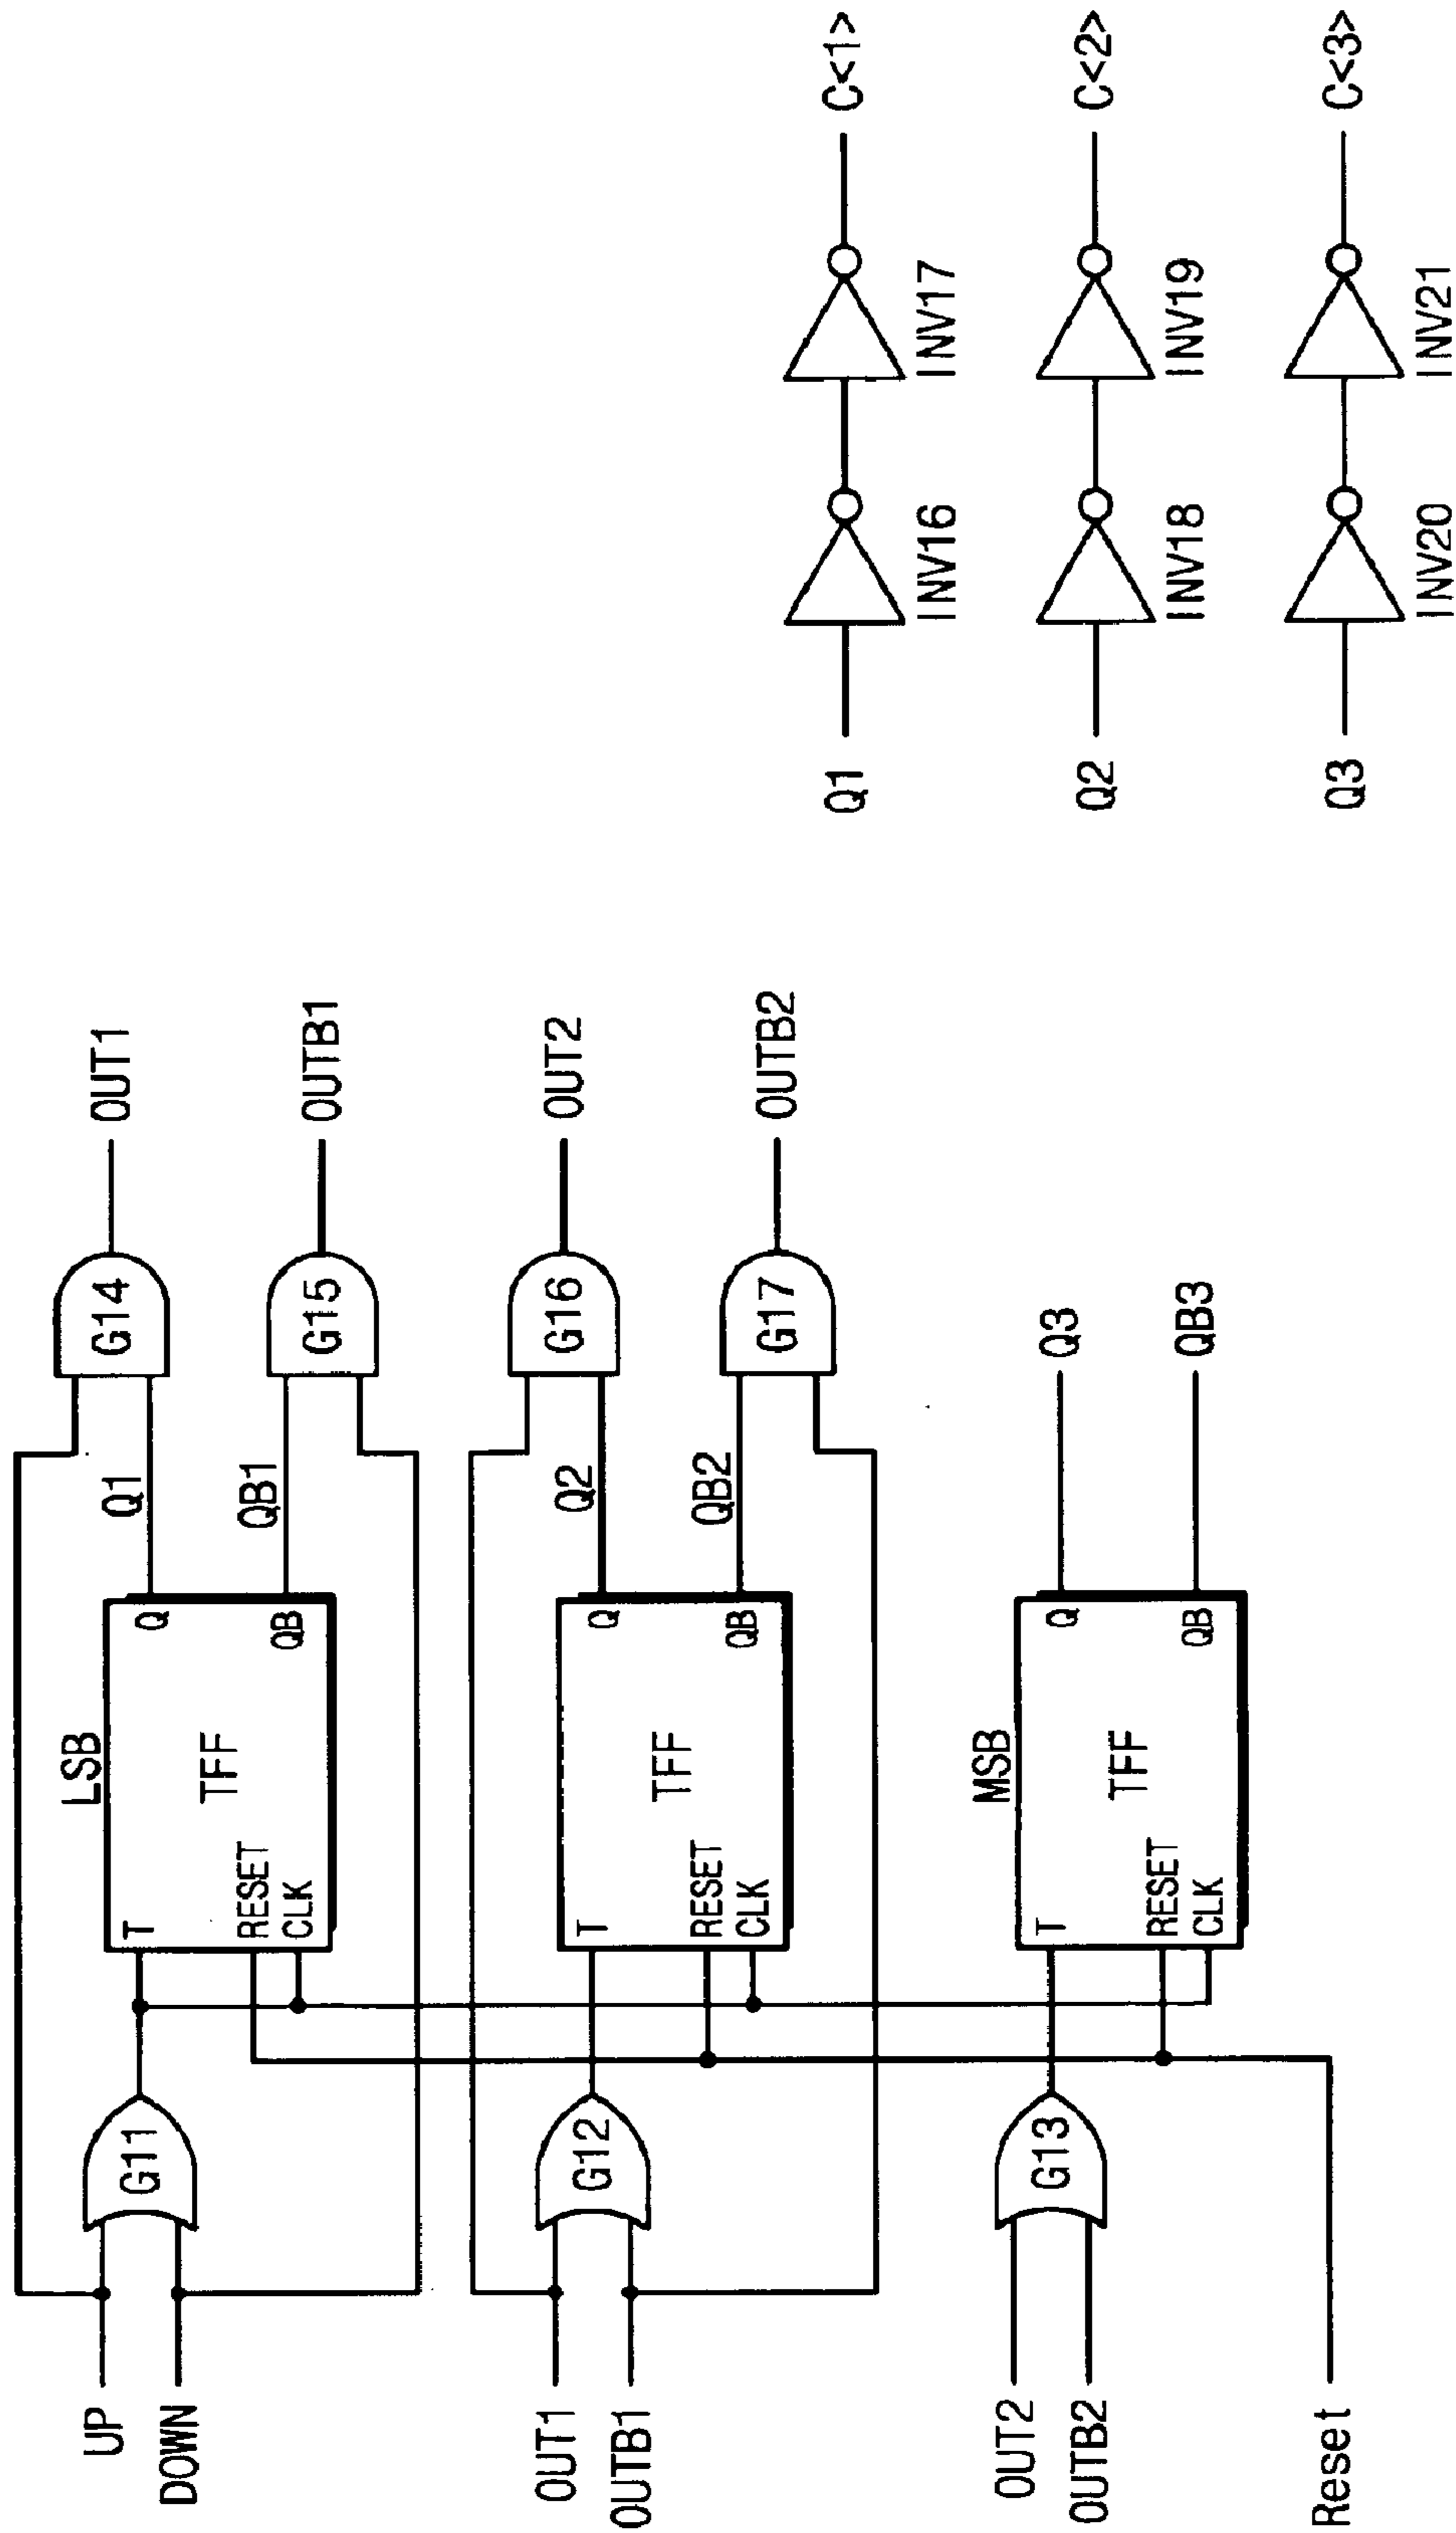 LSB
UP
DOWN
G11
T
RESET
CLK
TFF
Q
QB
Q1
QB1
G14
G15
OUT1
OUTB1
OUT1
OUTB1
G12
T
RESET
CLK
TFF
Q
QB
Q2
QB2
G16
G17
OUT2
OUTB2
MSB
OUT2
OUTB2
G13
T
RESET
CLK
TFF
Q
QB
Q3
QB3
Reset
Q1
INV16
INV17
C<1>
Q2
INV18
INV19
C<2>
Q3
INV20
INV21
C<3>